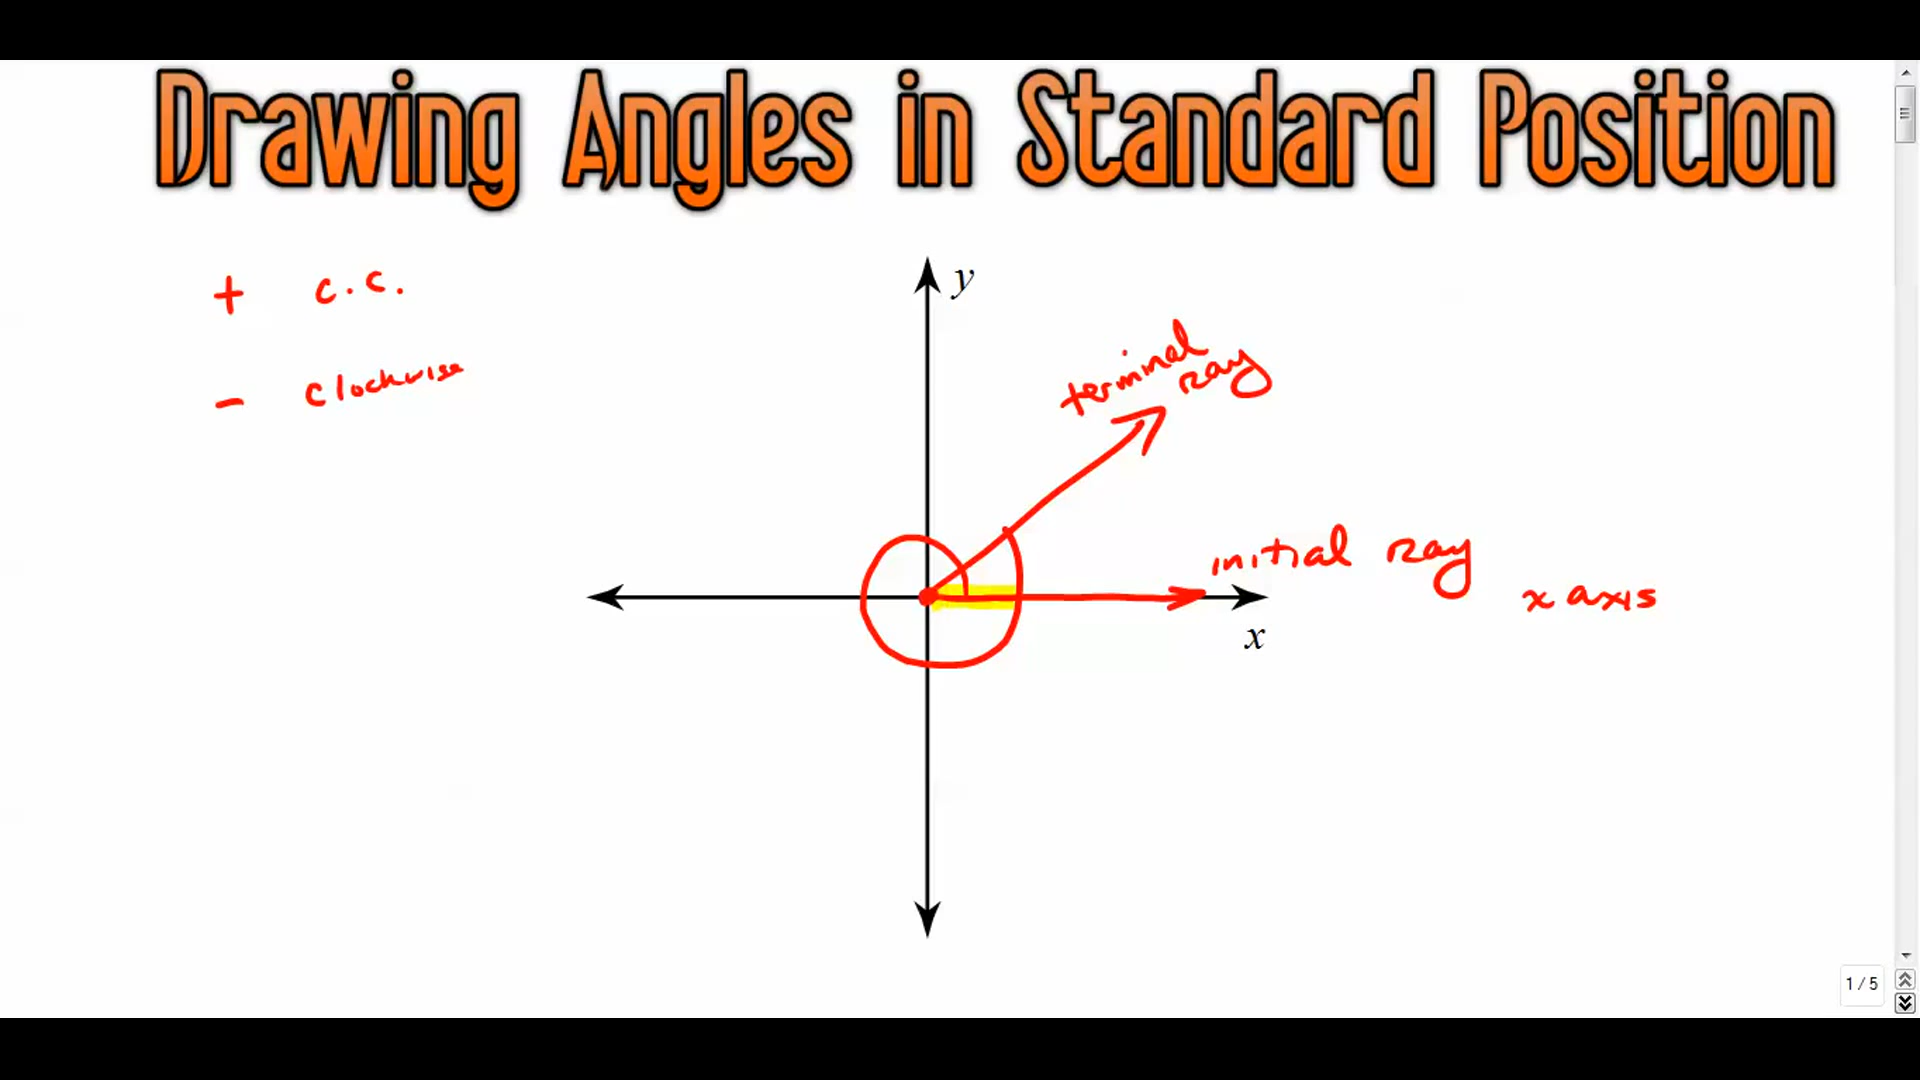 Drawing Angles in Standard Position
+ c.c.
- clockwise
y
terminal
ray
initial ray
x axis
x
1 / 5